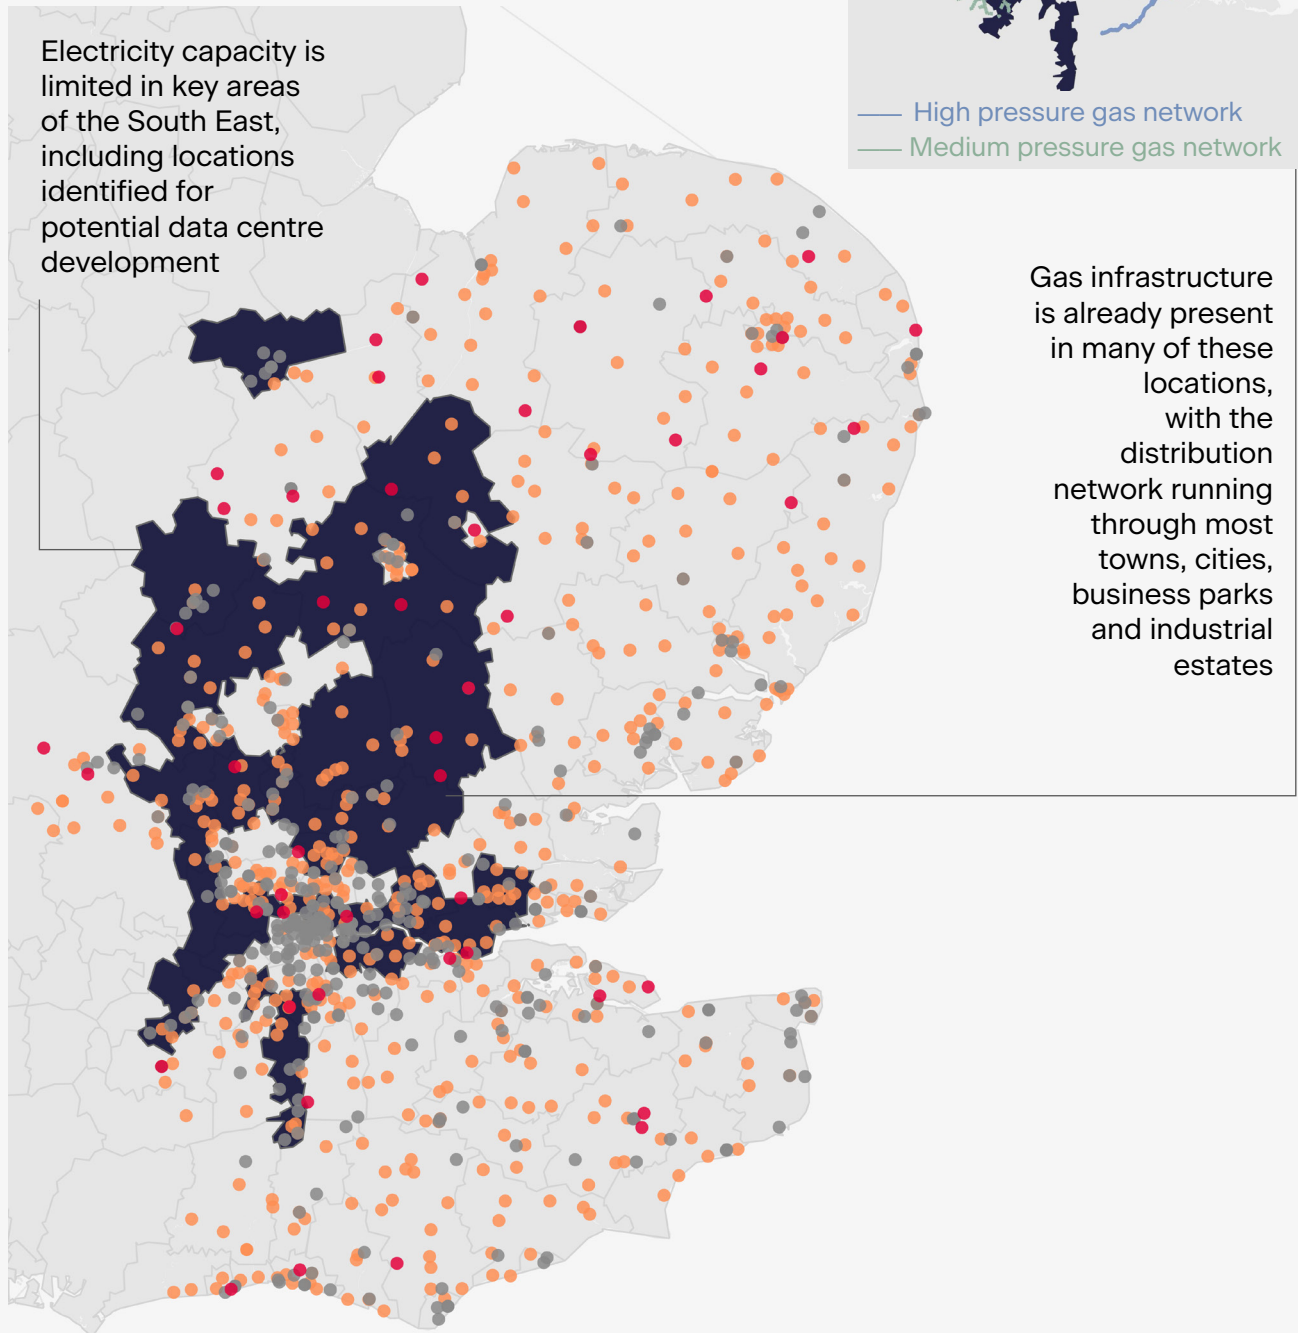 Electricity capacity is
limited in key areas
of the South East,
including locations
identified for
potential data centre
development
High pressure gas network
Medium pressure gas network
Gas infrastructure
is already present
in many of these
locations,
with the
distribution
network running
through most
towns, cities,
business parks
and industrial
estates